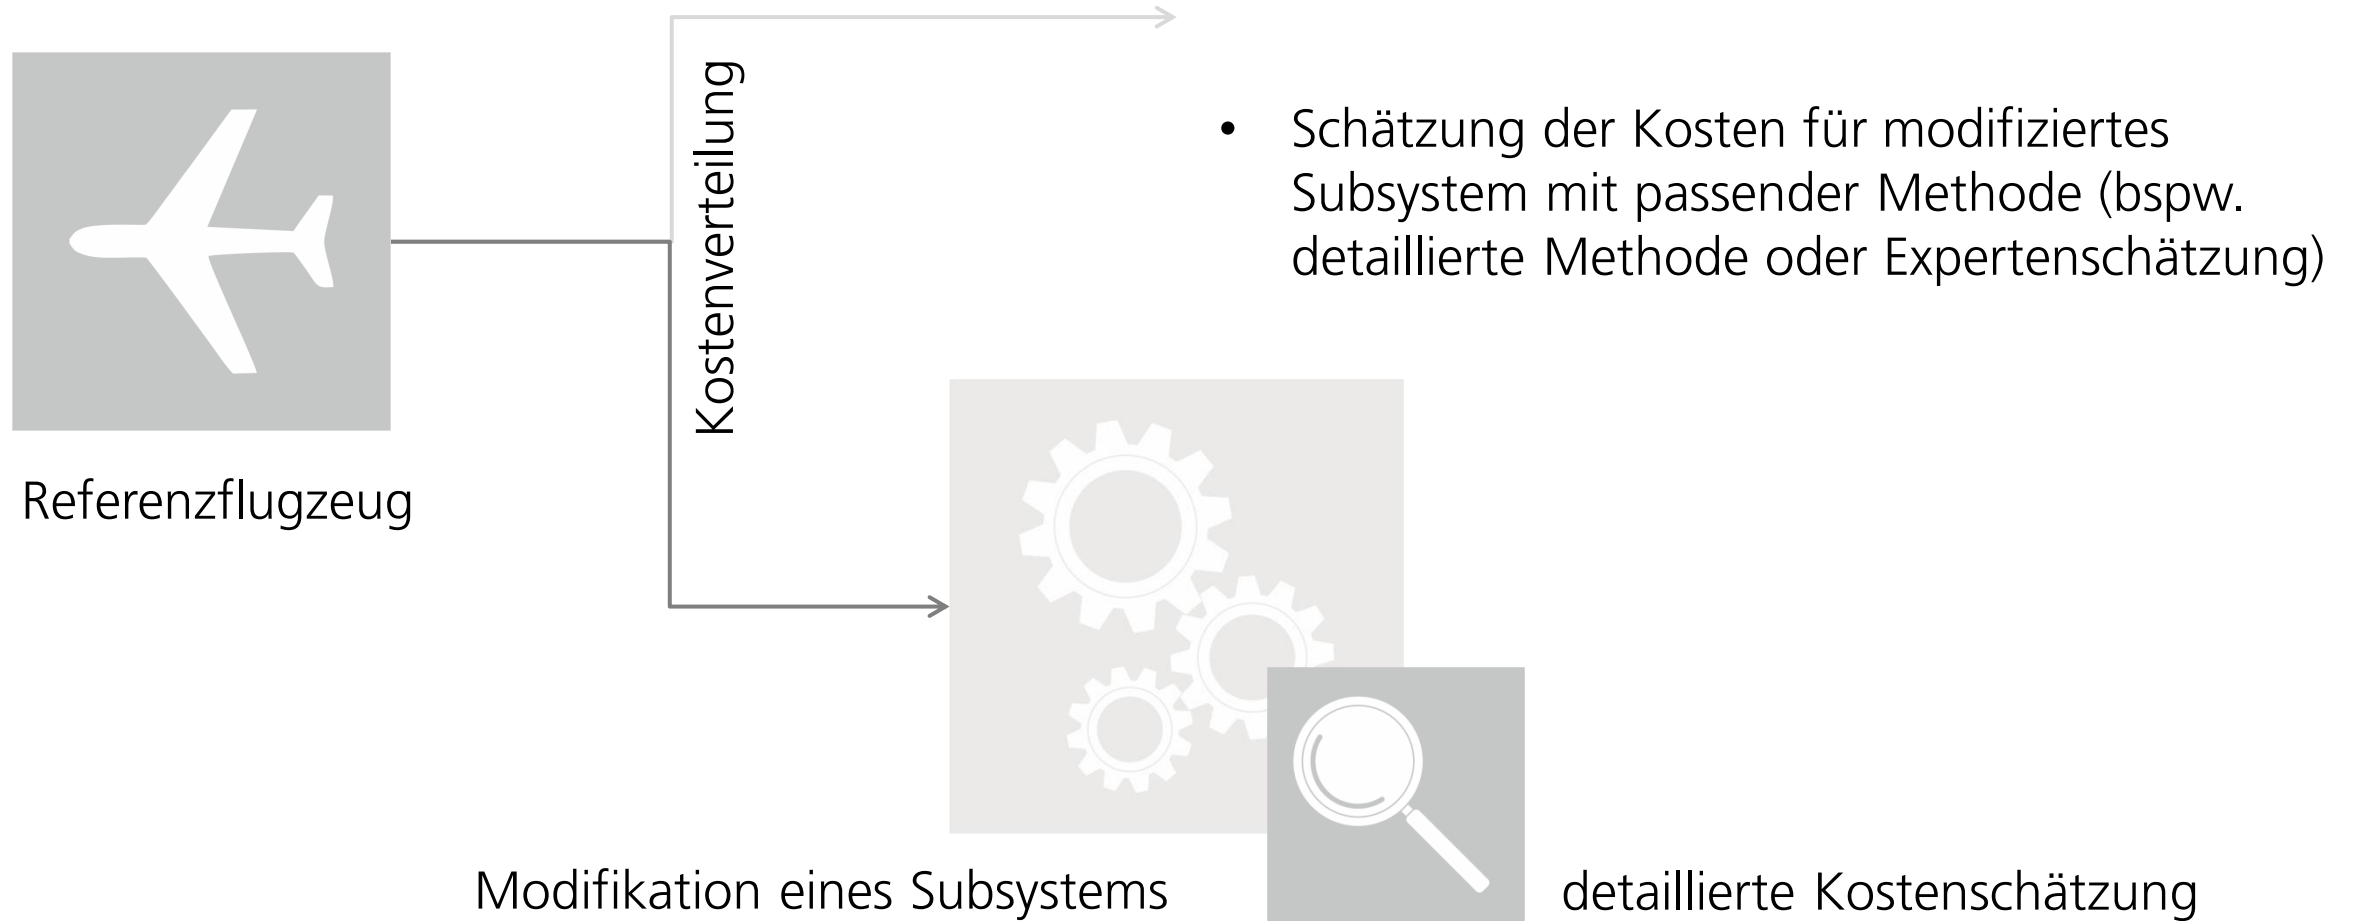 Kostenverteilung
• Schätzung der Kosten für modifiziertes
Subsystem mit passender Methode (bspw.
detaillierte Methode oder Expertenschätzung)
Referenzflugzeug
Modifikation eines Subsystems
detaillierte Kostenschätzung